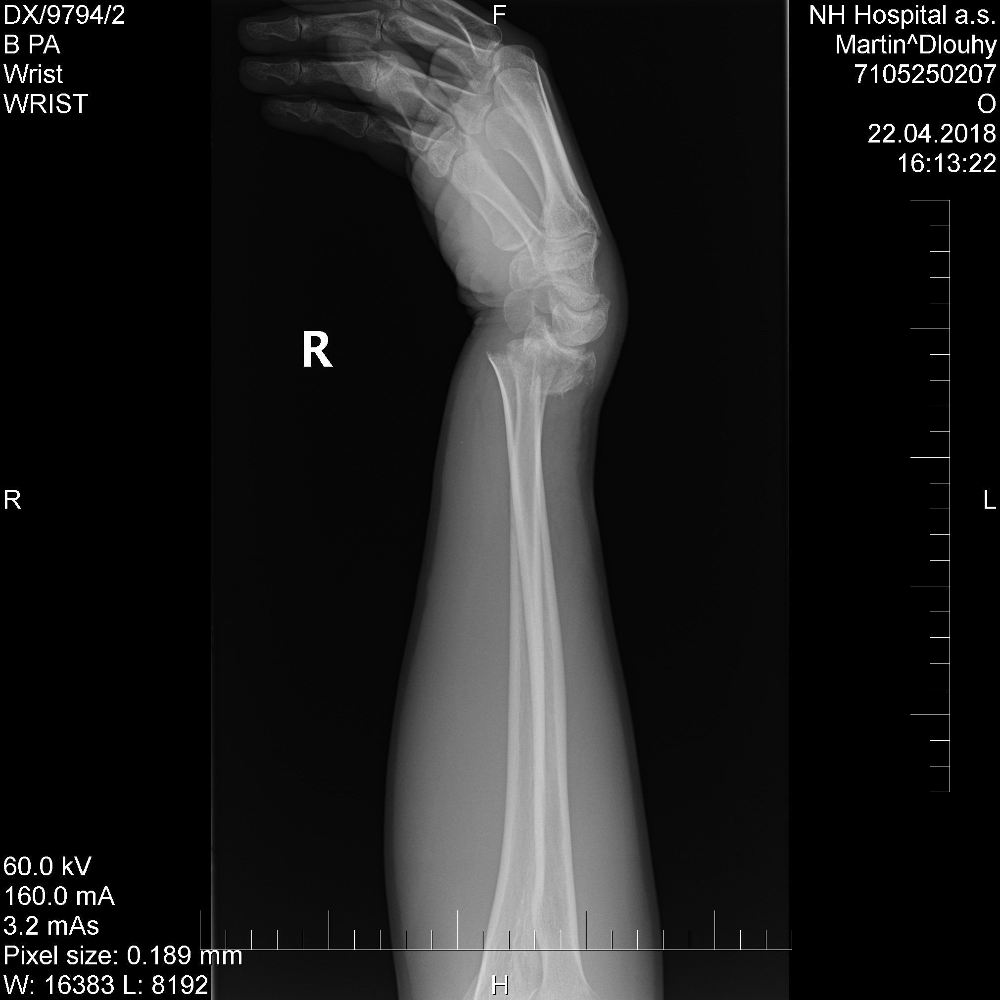 DX/9794/2
B PA
Wrist
WRIST
F
NH Hospital a.s.
Martin^Dlouhy
7105250207
O
22.04.2018
16:13:22
R
R
L
60.0 kV
160.0 mA
3.2 mAs
Pixel size: 0.189 mm
W: 16383 L: 8192
H